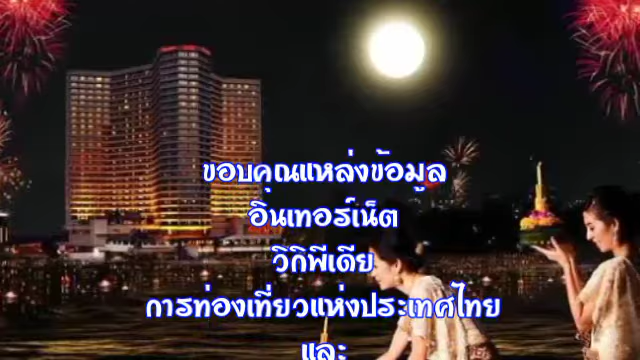 ขอบคุณแหล่งข้อมูล
อินเทอร์เน็ต
วิกิพีเดีย
การท่องเที่ยวแห่งประเทศไทย
และ